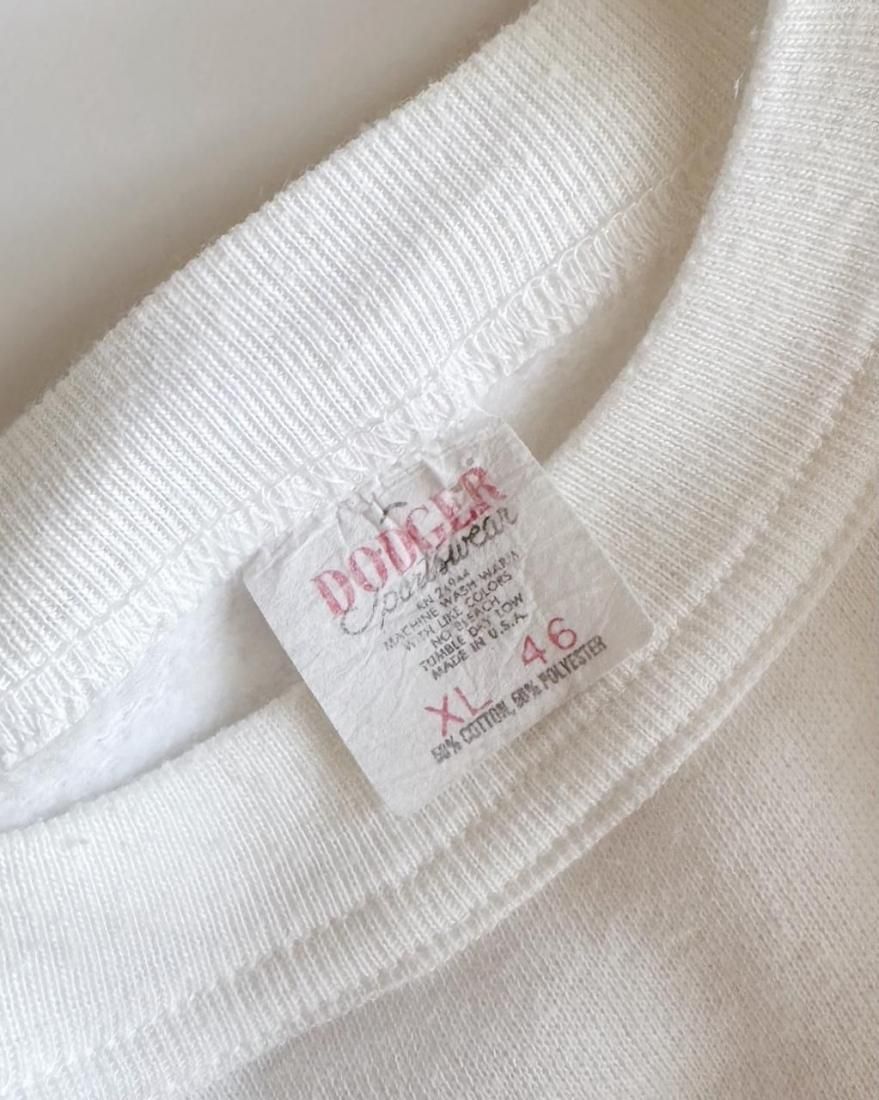 DODGER
Sportswear
RN 21944
MACHINE WASH WARM
WITH LIKE COLORS
NO BLEACH
TUMBLE DRY LOW
MADE IN U.S.A.
XL 46
50% COTTON, 50% POLYESTER